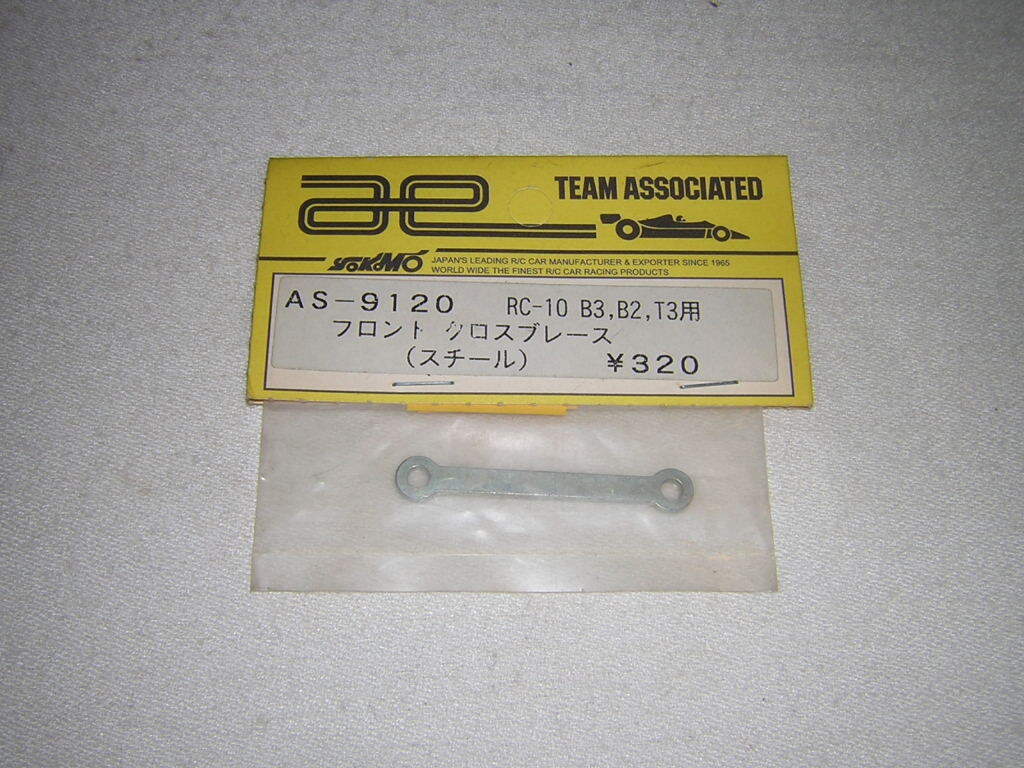 ae
TEAM ASSOCIATED
YOKOMO
JAPAN'S LEADING R/C CAR MANUFACTURER & EXPORTER SINCE 1965
WORLD WIDE THE FINEST R/C CAR RACING PRODUCTS
AS-9120 RC-10 B3,B2,T3用
フロント クロスブレース
(スチール) ¥320